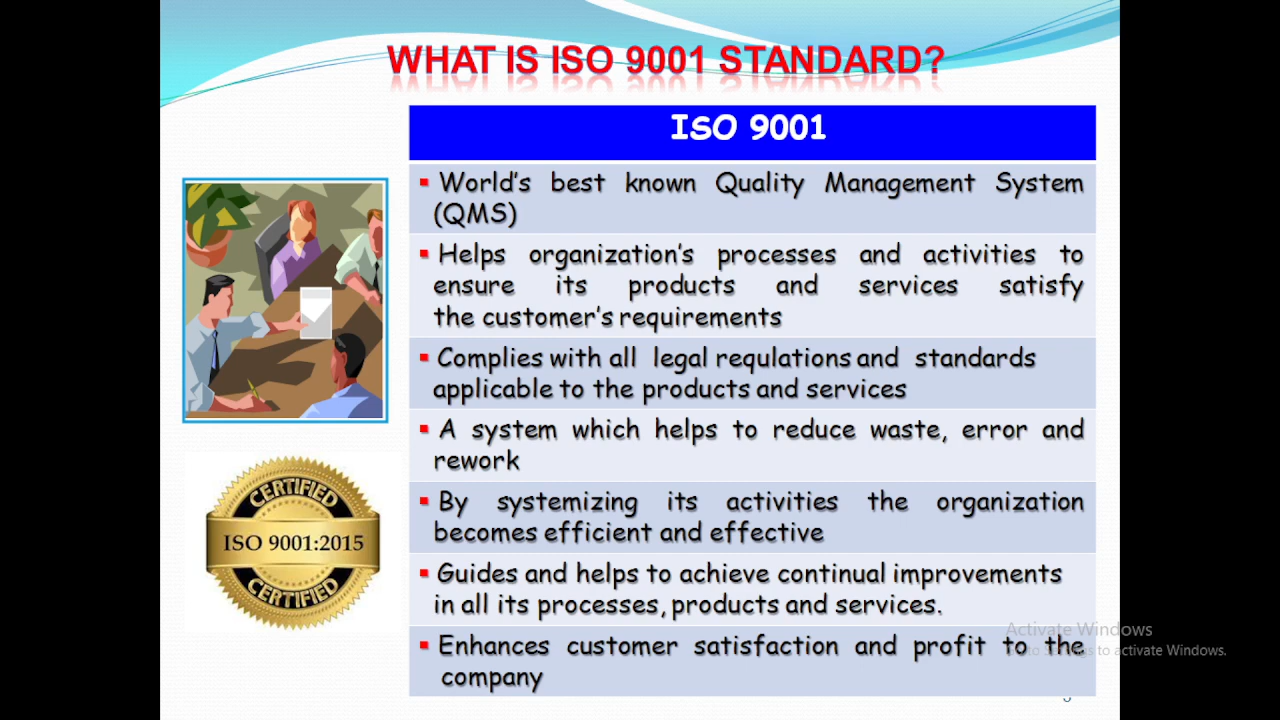 WHAT IS ISO 9001 STANDARD?
ISO 9001
▪ World's best known Quality Management System
(QMS)
▪ Helps organization's processes and activities to
ensure its products and services satisfy
the customer's requirements
▪ Complies with all legal requlations and standards
applicable to the products and services
▪ A system which helps to reduce waste, error and
rework
▪ By systemizing its activities the organization
becomes efficient and effective
▪ Guides and helps to achieve continual improvements
in all its processes, products and services.
▪ Enhances customer satisfaction and profit to the
company
CERTIFIED
ISO 9001:2015
CERTIFIED
Activate Windows
to activate Windows.